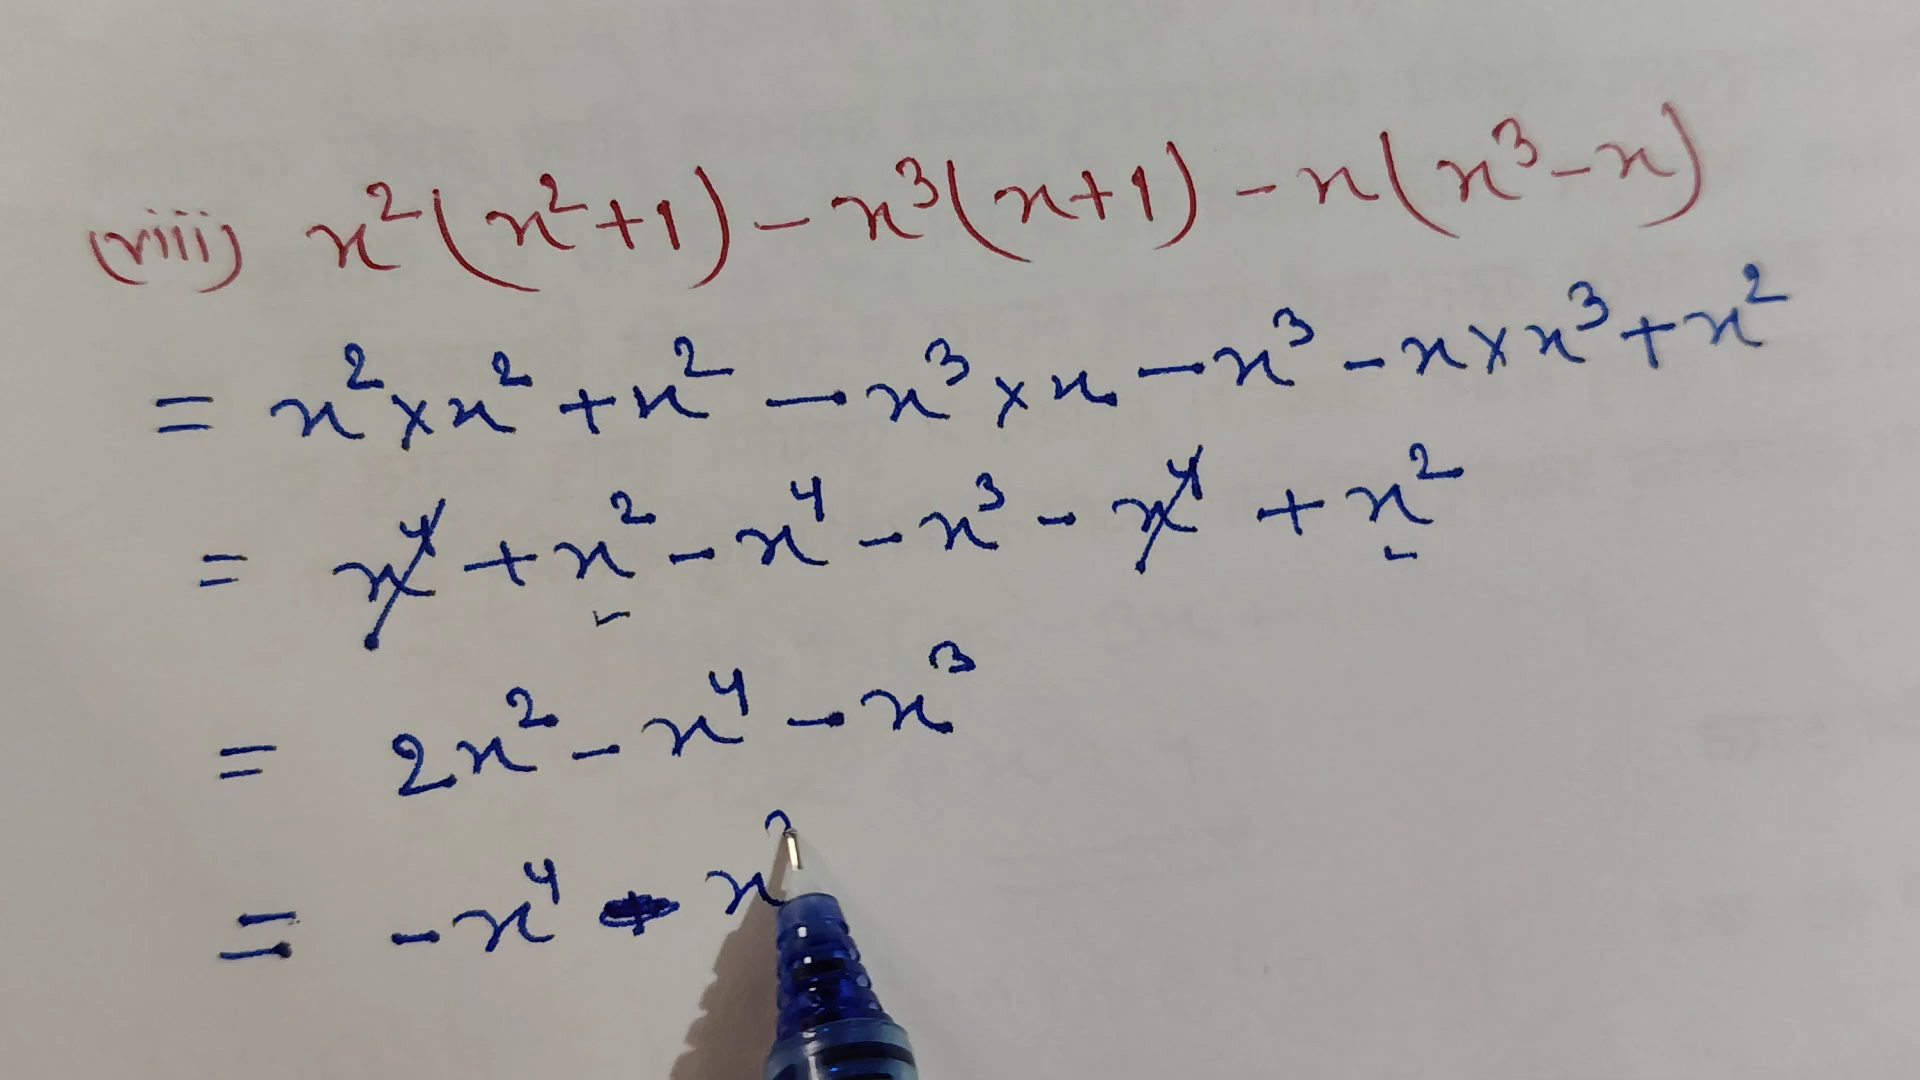 (viii) x²(x²+1) - x³(x+1) - x(x³-x)
= x² × x² + x² - x³ × x - x³ - x × x³ + x²
= x⁴ + x² - x⁴ - x³ - x⁴ + x²
= 2x² - x⁴ - x³
= -x⁴ - x